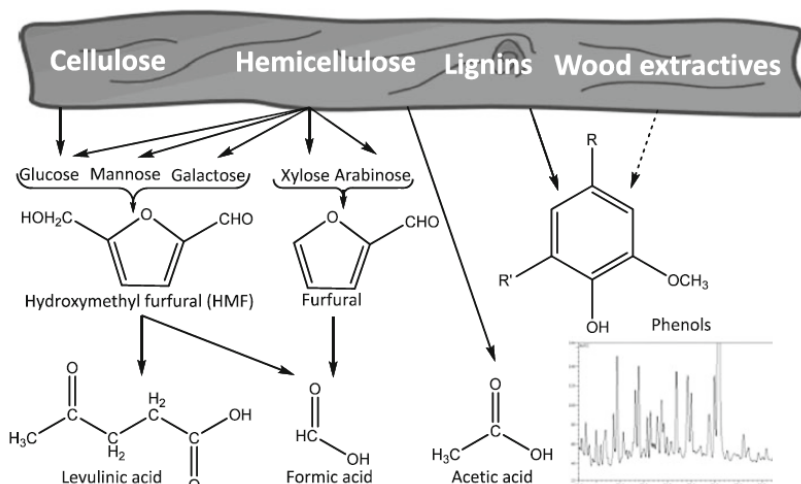 Cellulose Hemicellulose Lignins Wood extractives
Glucose Mannose Galactose Xylose Arabinose
R
HOH₂C O CHO
O CHO
R' OCH₃
OH
Hydroxymethyl furfural (HMF) Furfural
Phenols
O
H₂C
H₃C C
H₂
OH
O
Levulinic acid
O
HC
OH
Formic acid
O
H₃C OH
Acetic acid